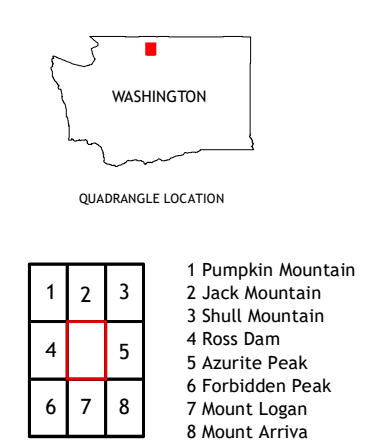 WASHINGTON
QUADRANGLE LOCATION
1 2 3
4 5
6 7 8
1 Pumpkin Mountain
2 Jack Mountain
3 Shull Mountain
4 Ross Dam
5 Azurite Peak
6 Forbidden Peak
7 Mount Logan
8 Mount Arriva